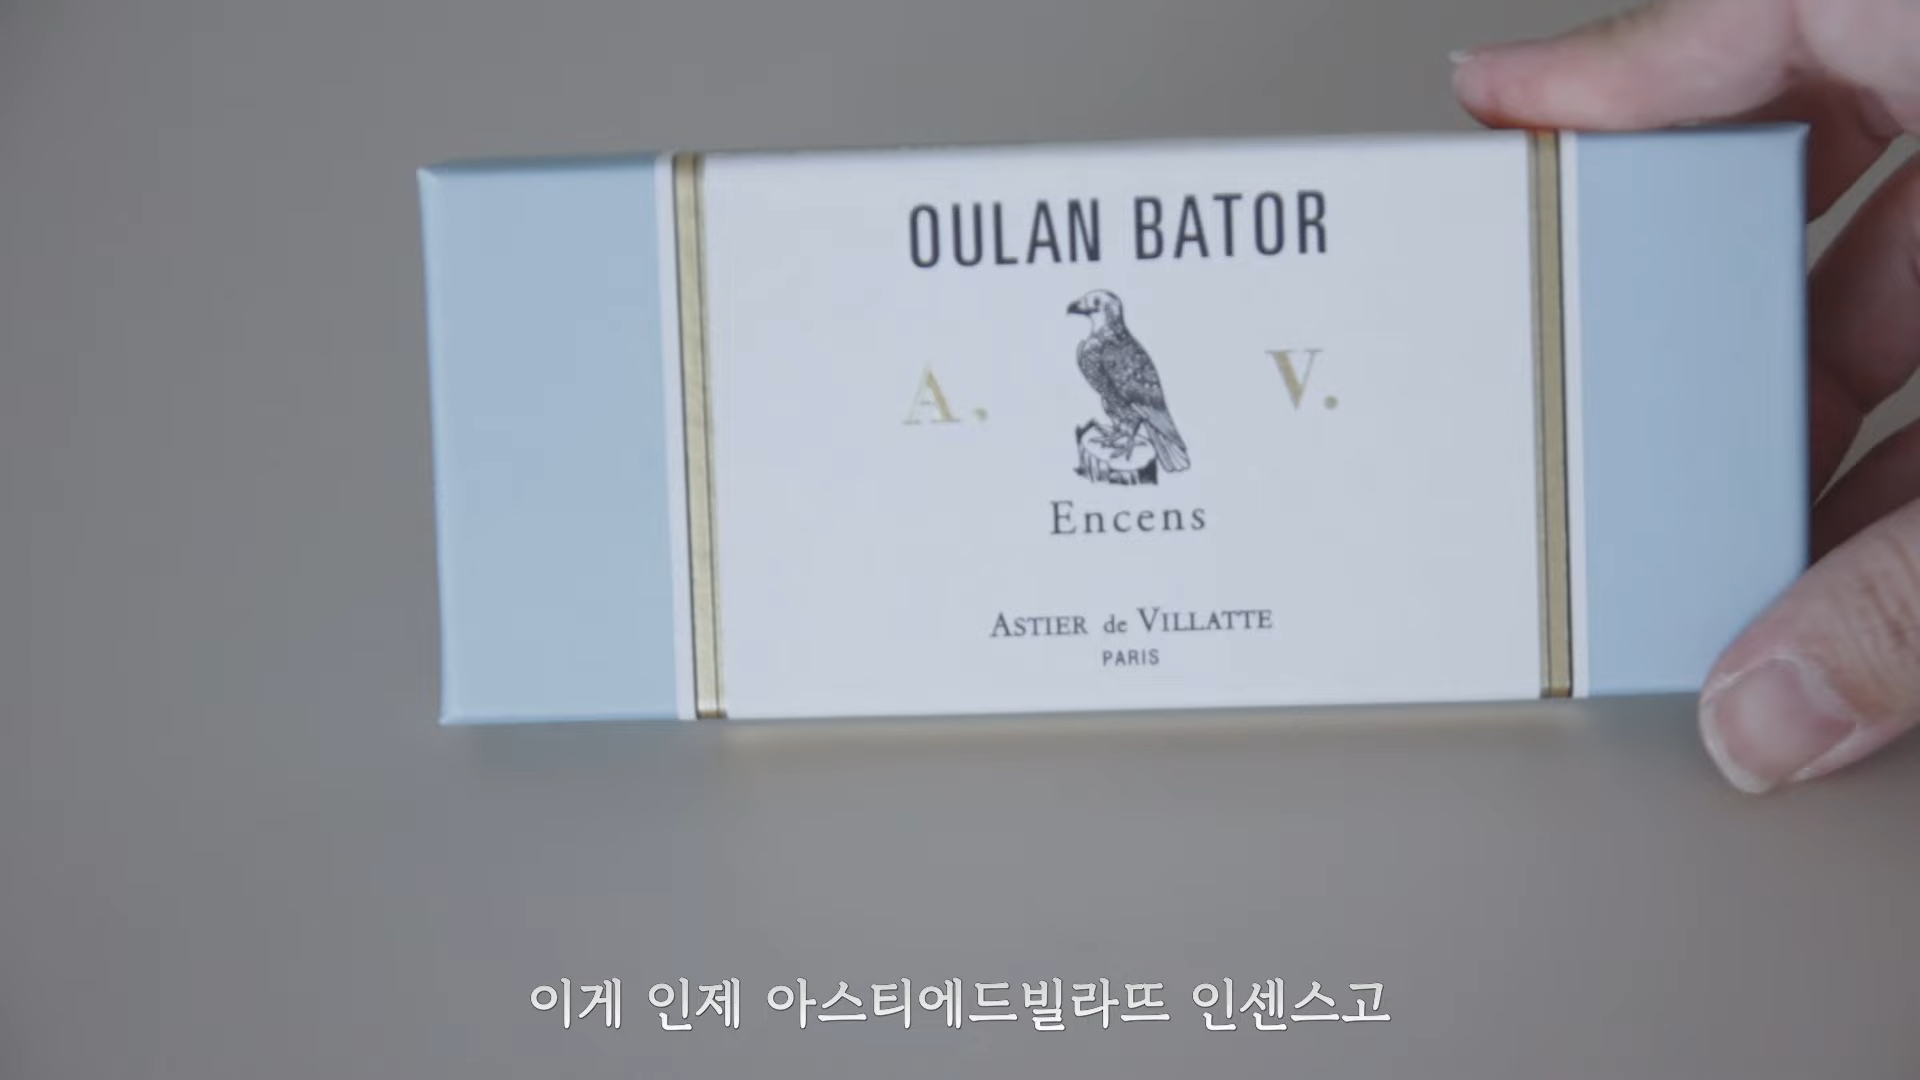 OULAN BATOR
A. V.
Encens
ASTIER de VILLATTE
PARIS
이게 인제 아스티에드빌라뜨 인센스고